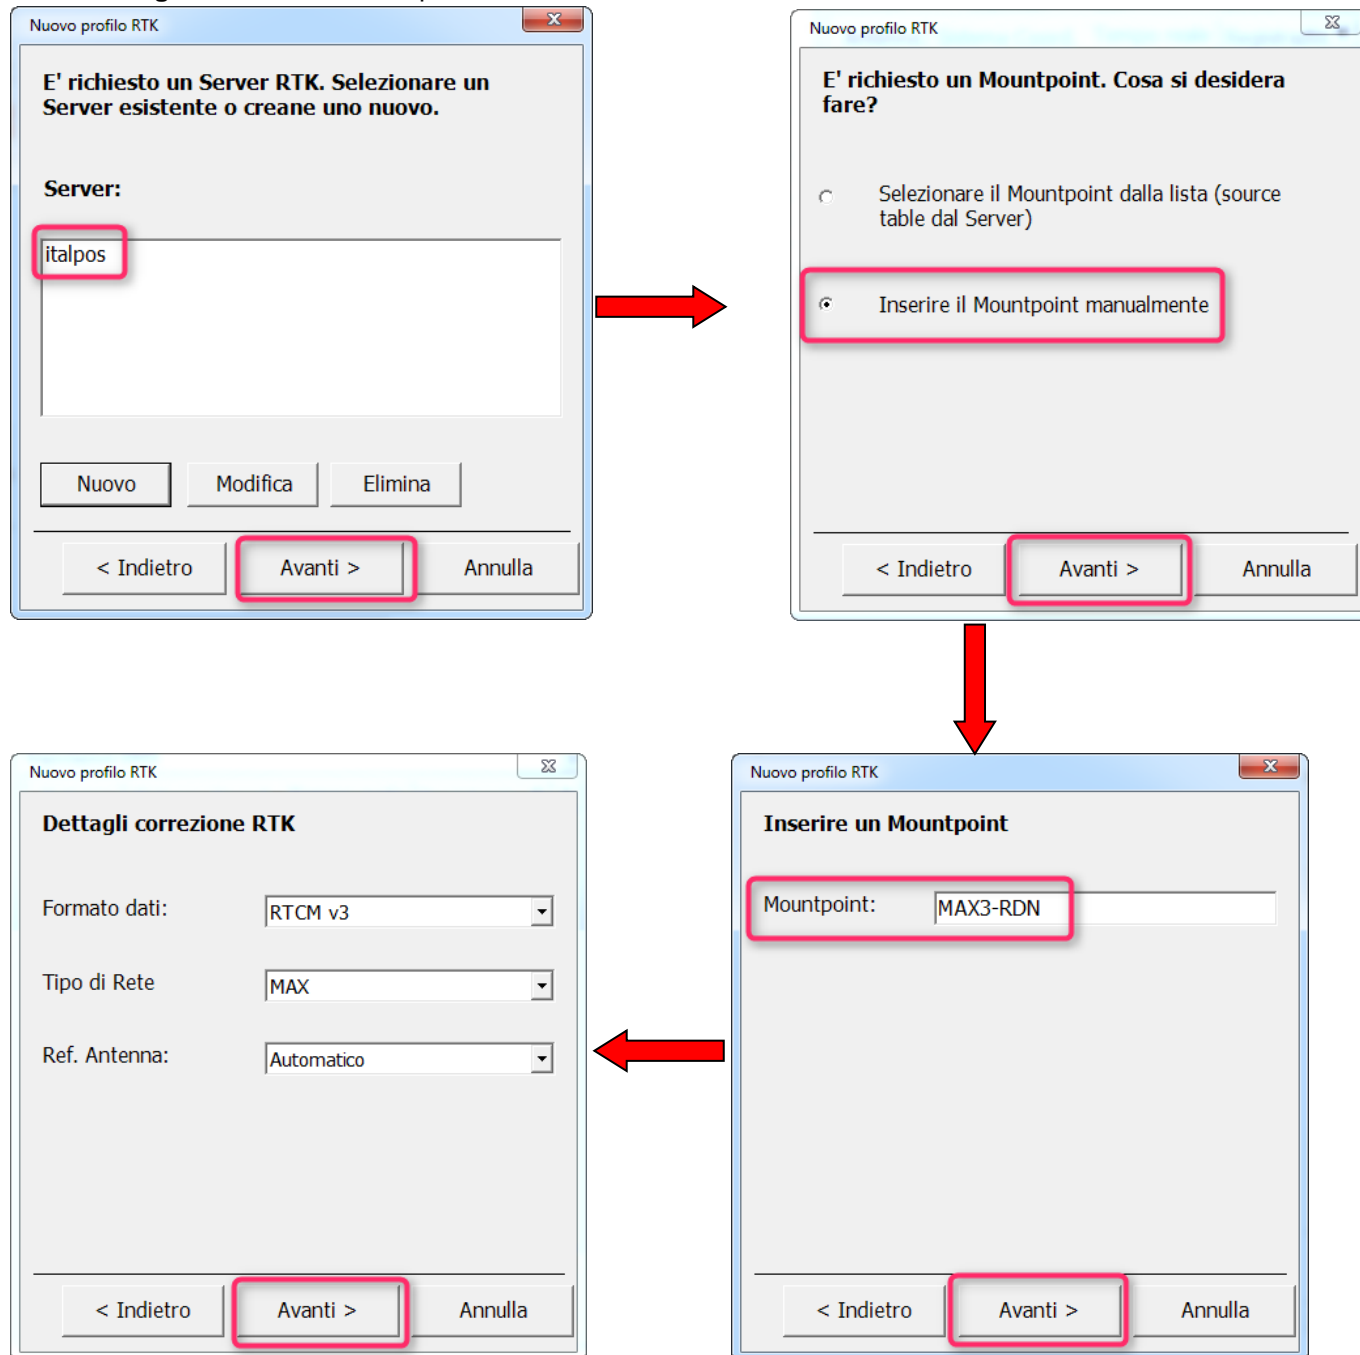 Nuovo profilo RTK
E' richiesto un Server RTK. Selezionare un
Server esistente o creane uno nuovo.
Server:
italpos
Nuovo
Modifica
Elimina
< Indietro
Avanti >
Annulla
Nuovo profilo RTK
E' richiesto un Mountpoint. Cosa si desidera
fare?
Selezionare il Mountpoint dalla lista (source
table dal Server)
Inserire il Mountpoint manualmente
< Indietro
Avanti >
Annulla
Nuovo profilo RTK
Inserire un Mountpoint
Mountpoint:
MAX3-RDN
< Indietro
Avanti >
Annulla
Nuovo profilo RTK
Dettagli correzione RTK
Formato dati:
RTCM v3
Tipo di Rete
MAX
Ref. Antenna:
Automatico
< Indietro
Avanti >
Annulla